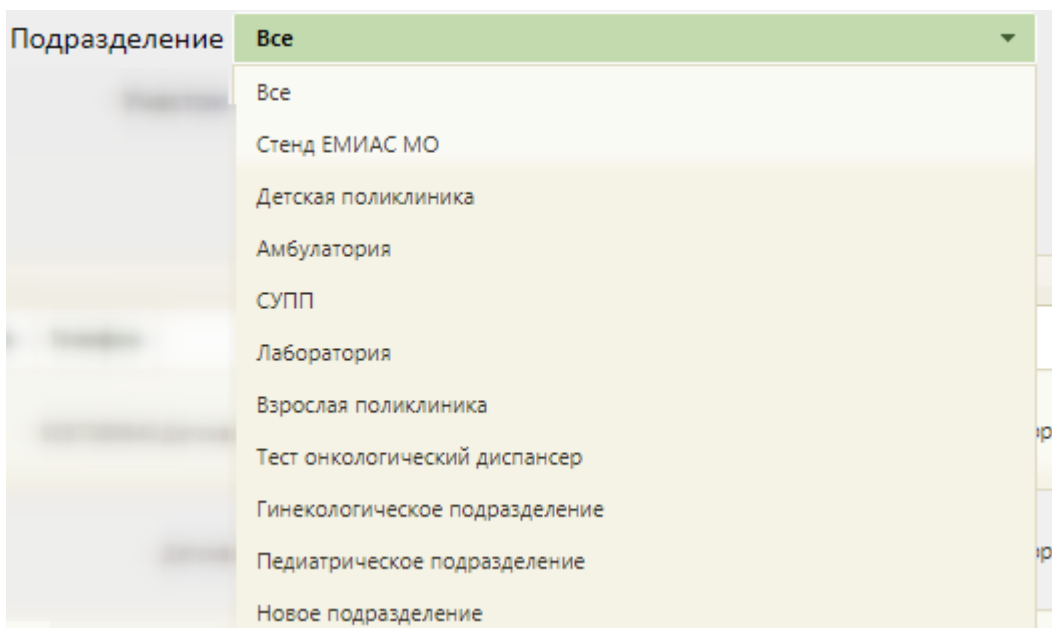 Подразделение Все
Все
Стенд ЕМИАС МО
Детская поликлиника
Амбулатория
СУПП
Лаборатория
Взрослая поликлиника
Тест онкологический диспансер
Гинекологическое подразделение
Педиатрическое подразделение
Новое подразделение